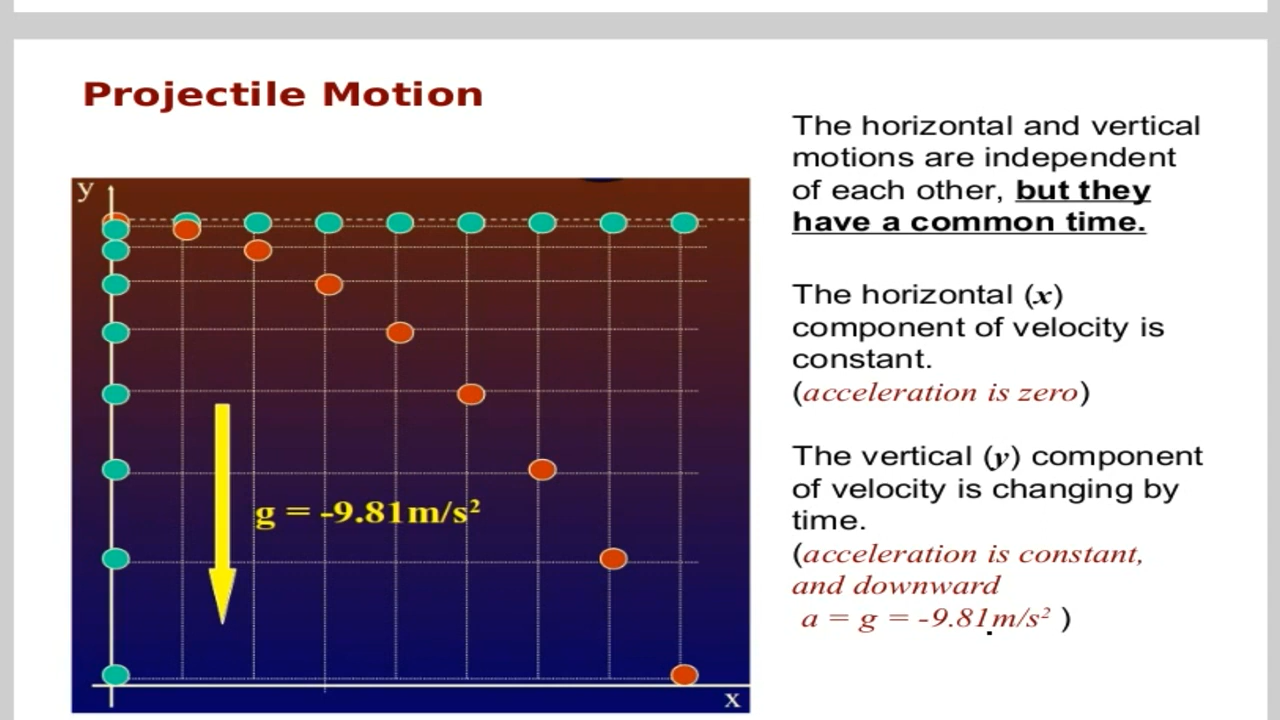 Projectile Motion
y
g = -9.81m/s²
x
The horizontal and vertical
motions are independent
of each other, but they
have a common time.
The horizontal (x)
component of velocity is
constant.
(acceleration is zero)
The vertical (y) component
of velocity is changing by
time.
(acceleration is constant,
and downward
a = g = -9.81m/s² )